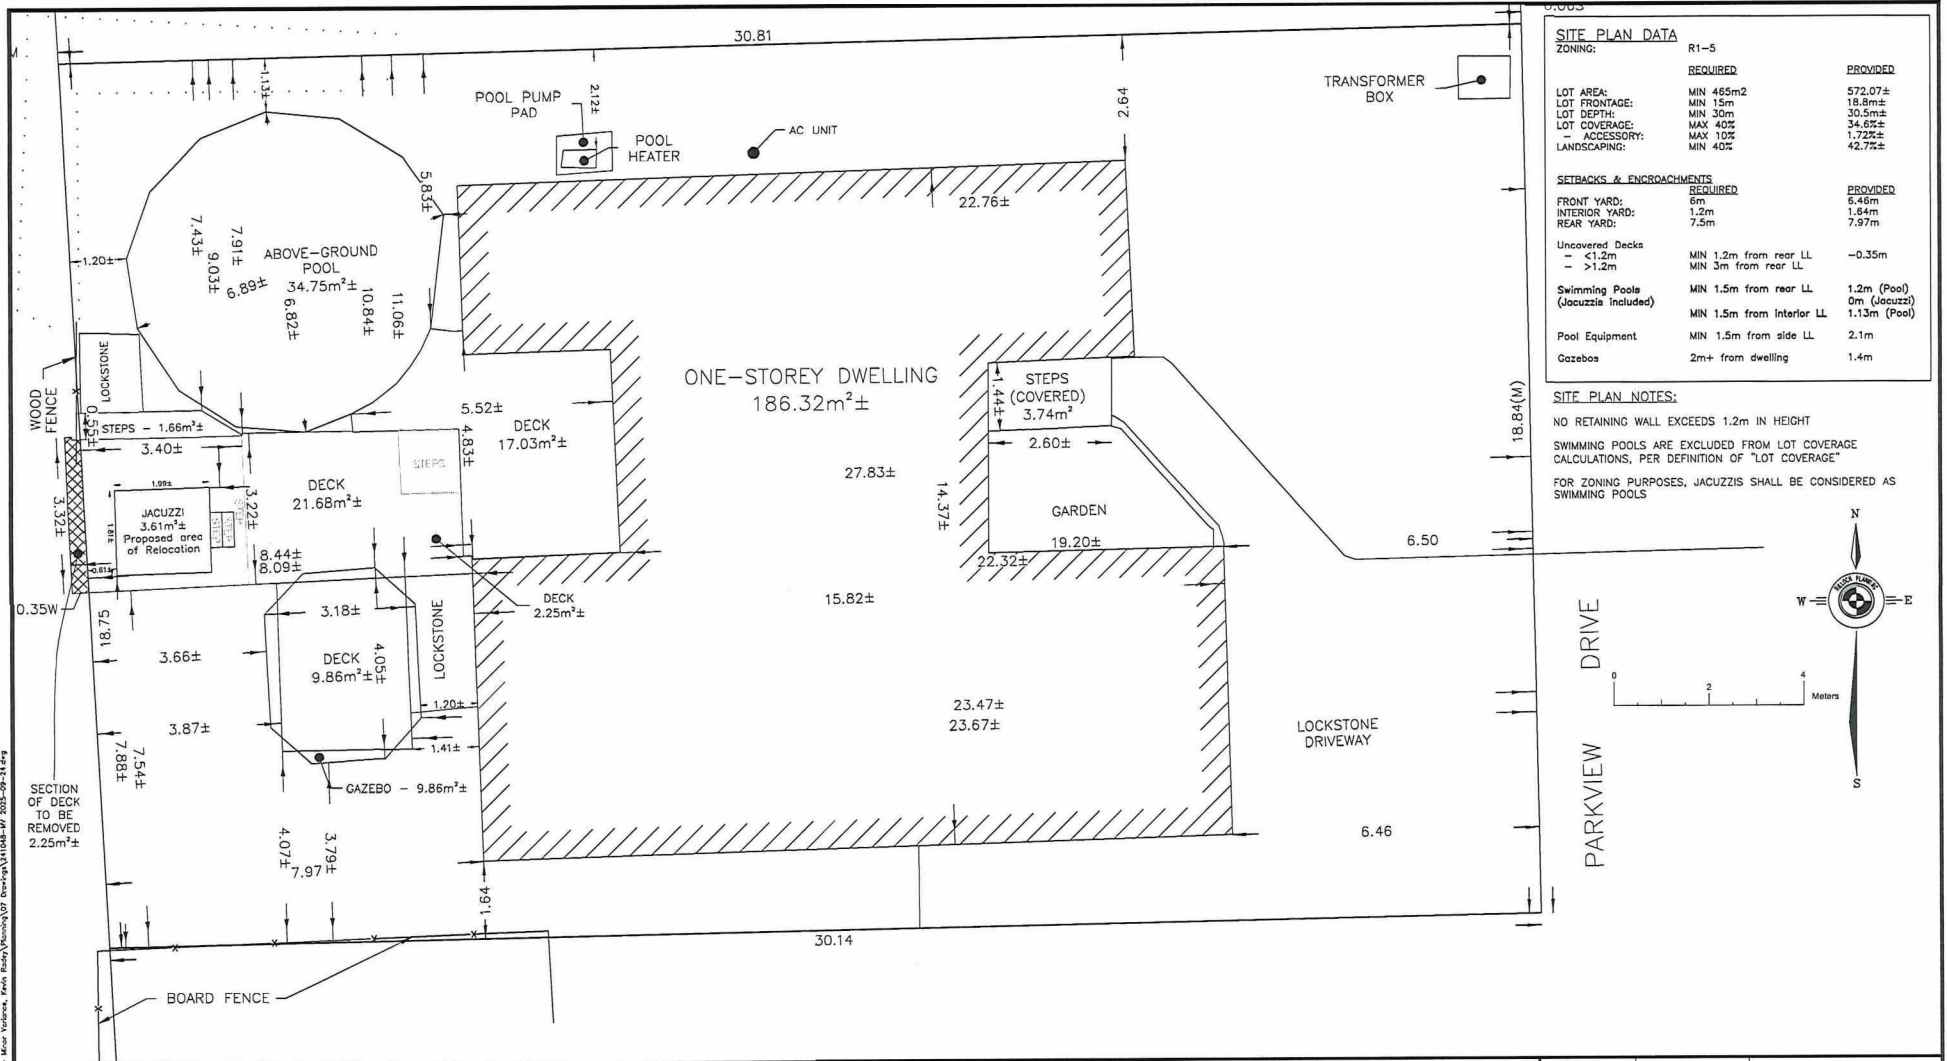 30.81
0.063
1.13±
POOL PUMP
PAD
2.12±
POOL
HEATER
AC UNIT
2.64
TRANSFORMER
BOX
5.83±
22.76±
1.20±
7.43±
9.03±
7.91±
6.89±
ABOVE-GROUND
POOL
34.75m²±
6.82±
10.84±
11.06±
WOOD
FENCE
LOCKSTONE
0.55±
STEPS - 1.66m²±
3.40±
5.52±
DECK
17.03m²±
4.83±
STEPS
ONE-STOREY DWELLING
186.32m²±
STEPS
(COVERED)
3.74m²
1.44±
2.60±
18.84(M)
27.83±
14.37±
GARDEN
19.20±
22.32±
6.50
3.32±
1.99±
1.81±
JACUZZI
3.61m²±
Proposed area
of Relocation
STEP
STEP
3.22±
DECK
21.68m²±
8.44±
8.09±
0.61±
0.35W
18.75
DECK
2.25m²±
15.82±
3.18±
LOCKSTONE
3.66±
DECK
9.86m²±
4.05±
1.20±
3.87±
1.41±
23.47±
23.67±
LOCKSTONE
DRIVEWAY
7.88±
7.54±
GAZEBO - 9.86m²±
SECTION
OF DECK
TO BE
REMOVED
2.25m²±
4.07±
3.79±
7.97
1.64
6.46
30.14
BOARD FENCE
PARKVIEW DRIVE
SITE PLAN DATA
ZONING: R1-5
REQUIRED PROVIDED
LOT AREA: MIN 465m2 572.07±
LOT FRONTAGE: MIN 15m 18.8m±
LOT DEPTH: MIN 30m 30.5m±
LOT COVERAGE: MAX 40% 34.6%±
- ACCESSORY: MAX 10% 1.72%±
LANDSCAPING: MIN 40% 42.7%±
SETBACKS & ENCROACHMENTS
REQUIRED PROVIDED
FRONT YARD: 6m 6.46m
INTERIOR YARD: 1.2m 1.64m
REAR YARD: 7.5m 7.97m
Uncovered Decks
- <1.2m MIN 1.2m from rear LL -0.35m
- >1.2m MIN 3m from rear LL
Swimming Pools MIN 1.5m from rear LL 1.2m (Pool)
(Jacuzzis included) 0m (Jacuzzi)
MIN 1.5m from interior LL 1.13m (Pool)
Pool Equipment MIN 1.5m from side LL 2.1m
Gazebos 2m+ from dwelling 1.4m
SITE PLAN NOTES:
NO RETAINING WALL EXCEEDS 1.2m IN HEIGHT
SWIMMING POOLS ARE EXCLUDED FROM LOT COVERAGE
CALCULATIONS, PER DEFINITION OF "LOT COVERAGE"
FOR ZONING PURPOSES, JACUZZIS SHALL BE CONSIDERED AS
SWIMMING POOLS
N
W E
S
0 2 4
Meters
Minor Variance, Kevin Radey\Planning\07 Drawings\241048-MV 2025-09-24.dwg